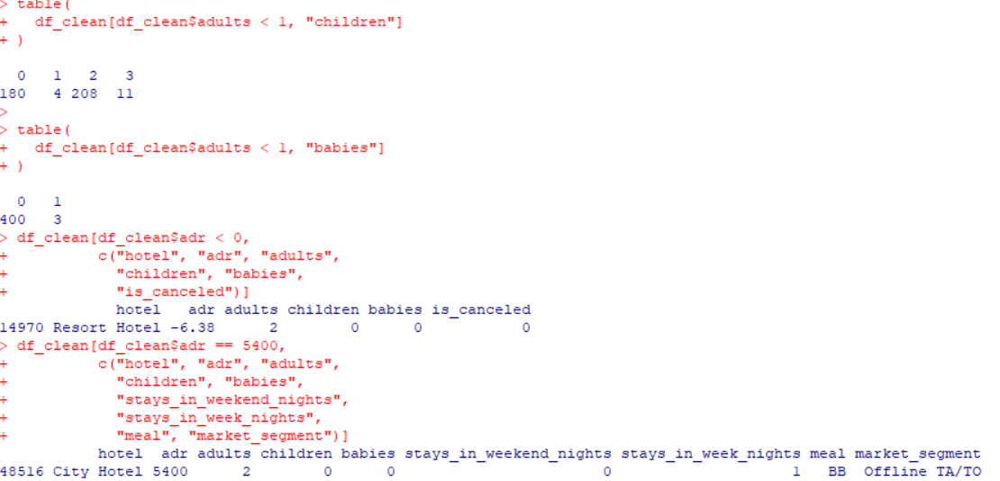 > table(
+   df_clean[df_clean$adults < 1, "children"]
+ )

  0   1   2   3
180   4 208  11
>
> table(
+   df_clean[df_clean$adults < 1, "babies"]
+ )

  0   1
400   3
> df_clean[df_clean$adr < 0,
+          c("hotel", "adr", "adults",
+            "children", "babies",
+            "is_canceled")]
             hotel   adr adults children babies is_canceled
14970 Resort Hotel -6.38      2        0      0           0
> df_clean[df_clean$adr == 5400,
+          c("hotel", "adr", "adults",
+            "children", "babies",
+            "stays_in_weekend_nights",
+            "stays_in_week_nights",
+            "meal", "market_segment")]
           hotel  adr adults children babies stays_in_weekend_nights stays_in_week_nights meal market_segment
48516 City Hotel 5400      2        0      0                       0                    1   BB  Offline TA/TO